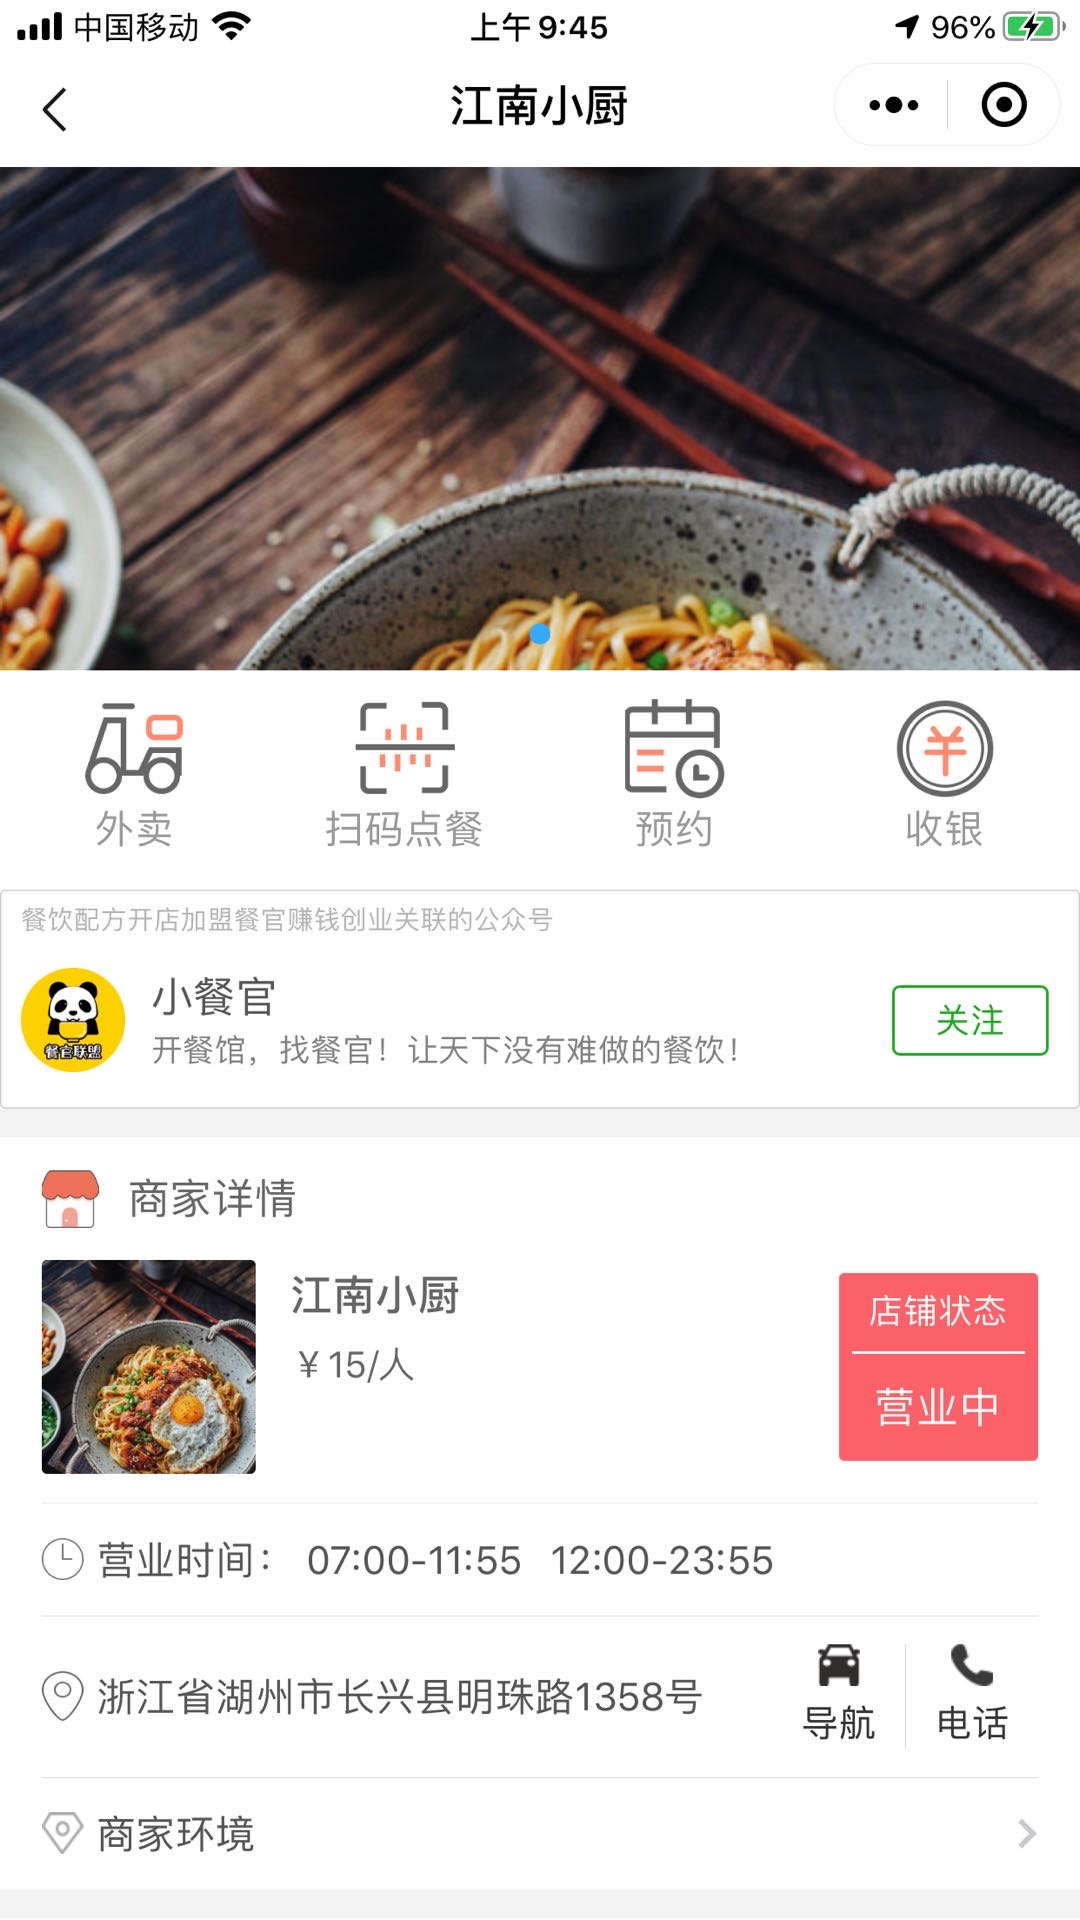 中国移动 上午9:45 96%
江南小厨
外卖 扫码点餐 预约 收银
餐饮配方开店加盟餐官赚钱创业关联的公众号
小餐官
关注
开餐馆，找餐官！让天下没有难做的餐饮！
餐官联盟
商家详情
江南小厨
¥ 15/人
店铺状态
营业中
营业时间： 07:00-11:55 12:00-23:55
浙江省湖州市长兴县明珠路1358号
导航 电话
商家环境